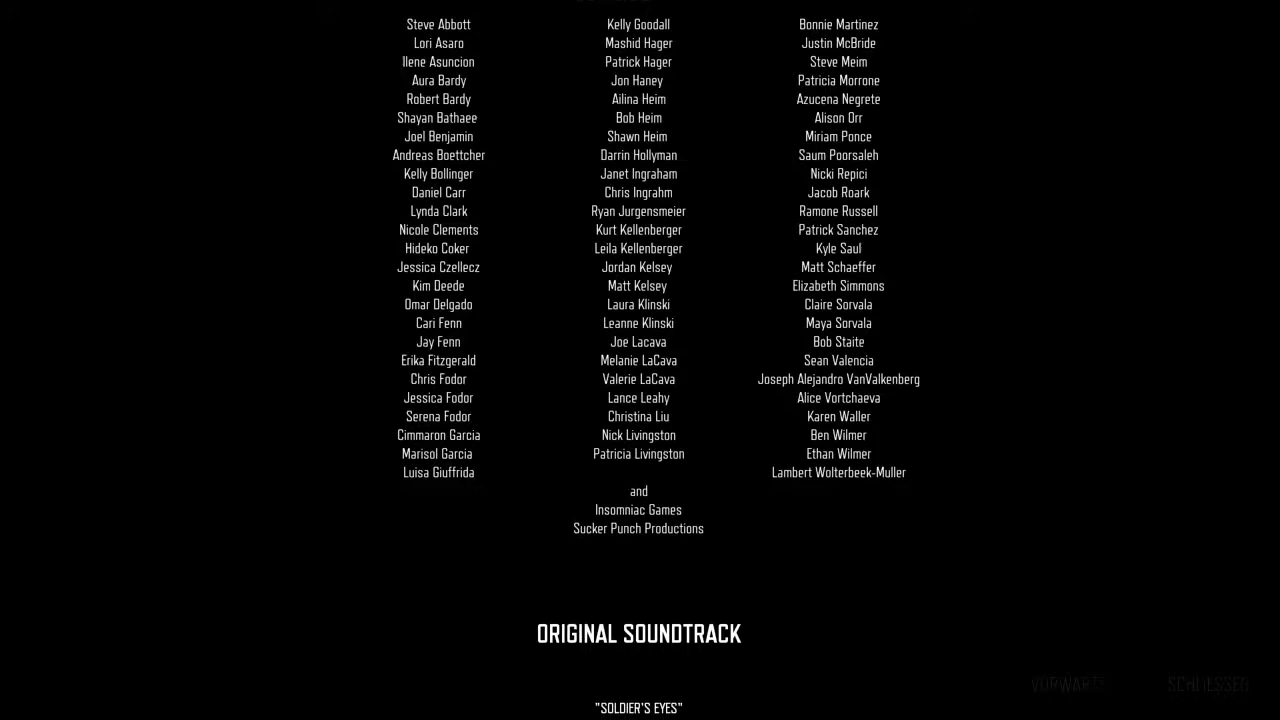 Steve Abbott
Lori Asaro
Ilene Asuncion
Aura Bardy
Robert Bardy
Shayan Bathaee
Joel Benjamin
Andreas Boettcher
Kelly Bollinger
Daniel Carr
Lynda Clark
Nicole Clements
Hideko Coker
Jessica Czellecz
Kim Deede
Omar Delgado
Cari Fenn
Jay Fenn
Erika Fitzgerald
Chris Fodor
Jessica Fodor
Serena Fodor
Cimmaron Garcia
Marisol Garcia
Luisa Giuffrida
Kelly Goodall
Mashid Hager
Patrick Hager
Jon Haney
Ailina Heim
Bob Heim
Shawn Heim
Darrin Hollyman
Janet Ingraham
Chris Ingrahm
Ryan Jurgensmeier
Kurt Kellenberger
Leila Kellenberger
Jordan Kelsey
Matt Kelsey
Laura Klinski
Leanne Klinski
Joe Lacava
Melanie LaCava
Valerie LaCava
Lance Leahy
Christina Liu
Nick Livingston
Patricia Livingston
Bonnie Martinez
Justin McBride
Steve Meim
Patricia Morrone
Azucena Negrete
Alison Orr
Miriam Ponce
Saum Poorsaleh
Nicki Repici
Jacob Roark
Ramone Russell
Patrick Sanchez
Kyle Saul
Matt Schaeffer
Elizabeth Simmons
Claire Sorvala
Maya Sorvala
Bob Staite
Sean Valencia
Joseph Alejandro VanValkenberg
Alice Vortchaeva
Karen Waller
Ben Wilmer
Ethan Wilmer
Lambert Wolterbeek-Muller
and
Insomniac Games
Sucker Punch Productions
ORIGINAL SOUNDTRACK
"SOLDIER'S EYES"